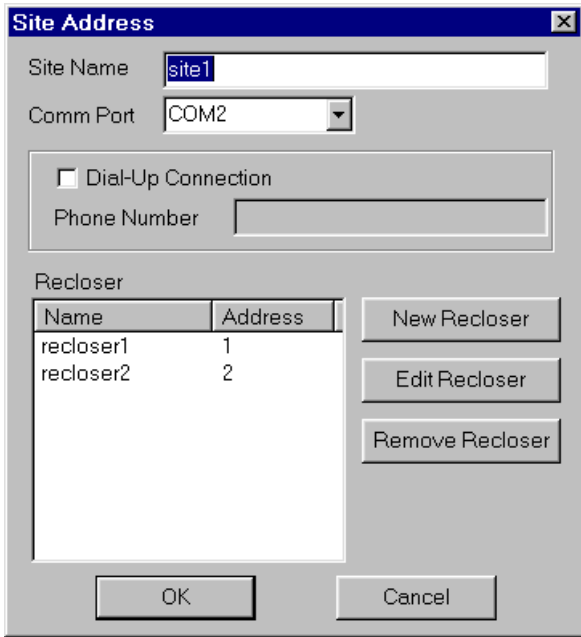 Site Address
Site Name site1
Comm Port COM2
Dial-Up Connection
Phone Number
Recloser
Name Address
recloser1 1
recloser2 2
New Recloser
Edit Recloser
Remove Recloser
OK Cancel